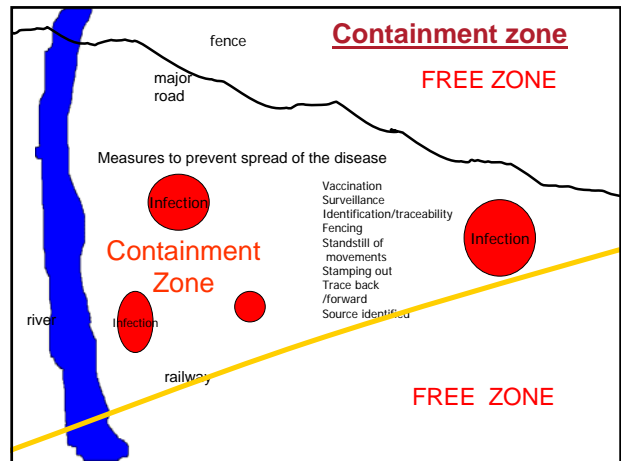 Containment zone
fence
FREE ZONE
major
road
Measures to prevent spread of the disease
Vaccination
Surveillance
Identification/traceability
Fencing
Standstill of
movements
Stamping out
Trace back
/forward
Source identified
Infection
Infection
Containment
Zone
river
Infection
railway
FREE ZONE